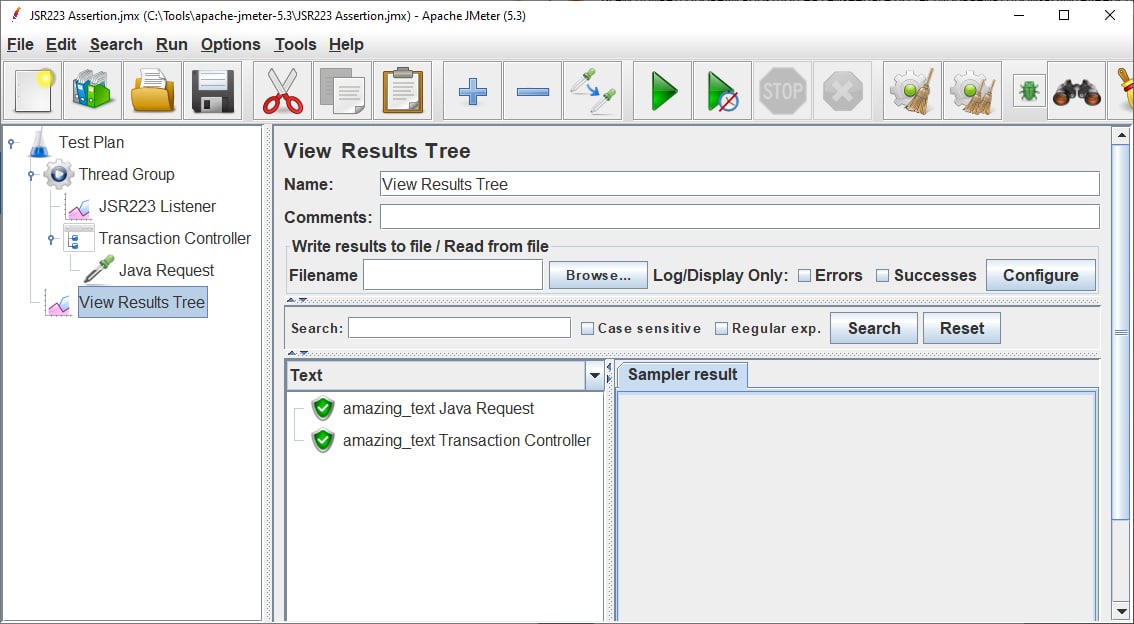 JSR223 Assertion.jmx (C:\Tools\apache-jmeter-5.3\JSR223 Assertion.jmx) - Apache JMeter (5.3)
File Edit Search Run Options Tools Help
STOP
Test Plan
Thread Group
JSR223 Listener
Transaction Controller
Java Request
View Results Tree
View Results Tree
Name: View Results Tree
Comments:
Write results to file / Read from file
Filename Browse... Log/Display Only: Errors Successes Configure
Search: Case sensitive Regular exp. Search Reset
Text
Sampler result
amazing_text Java Request
amazing_text Transaction Controller